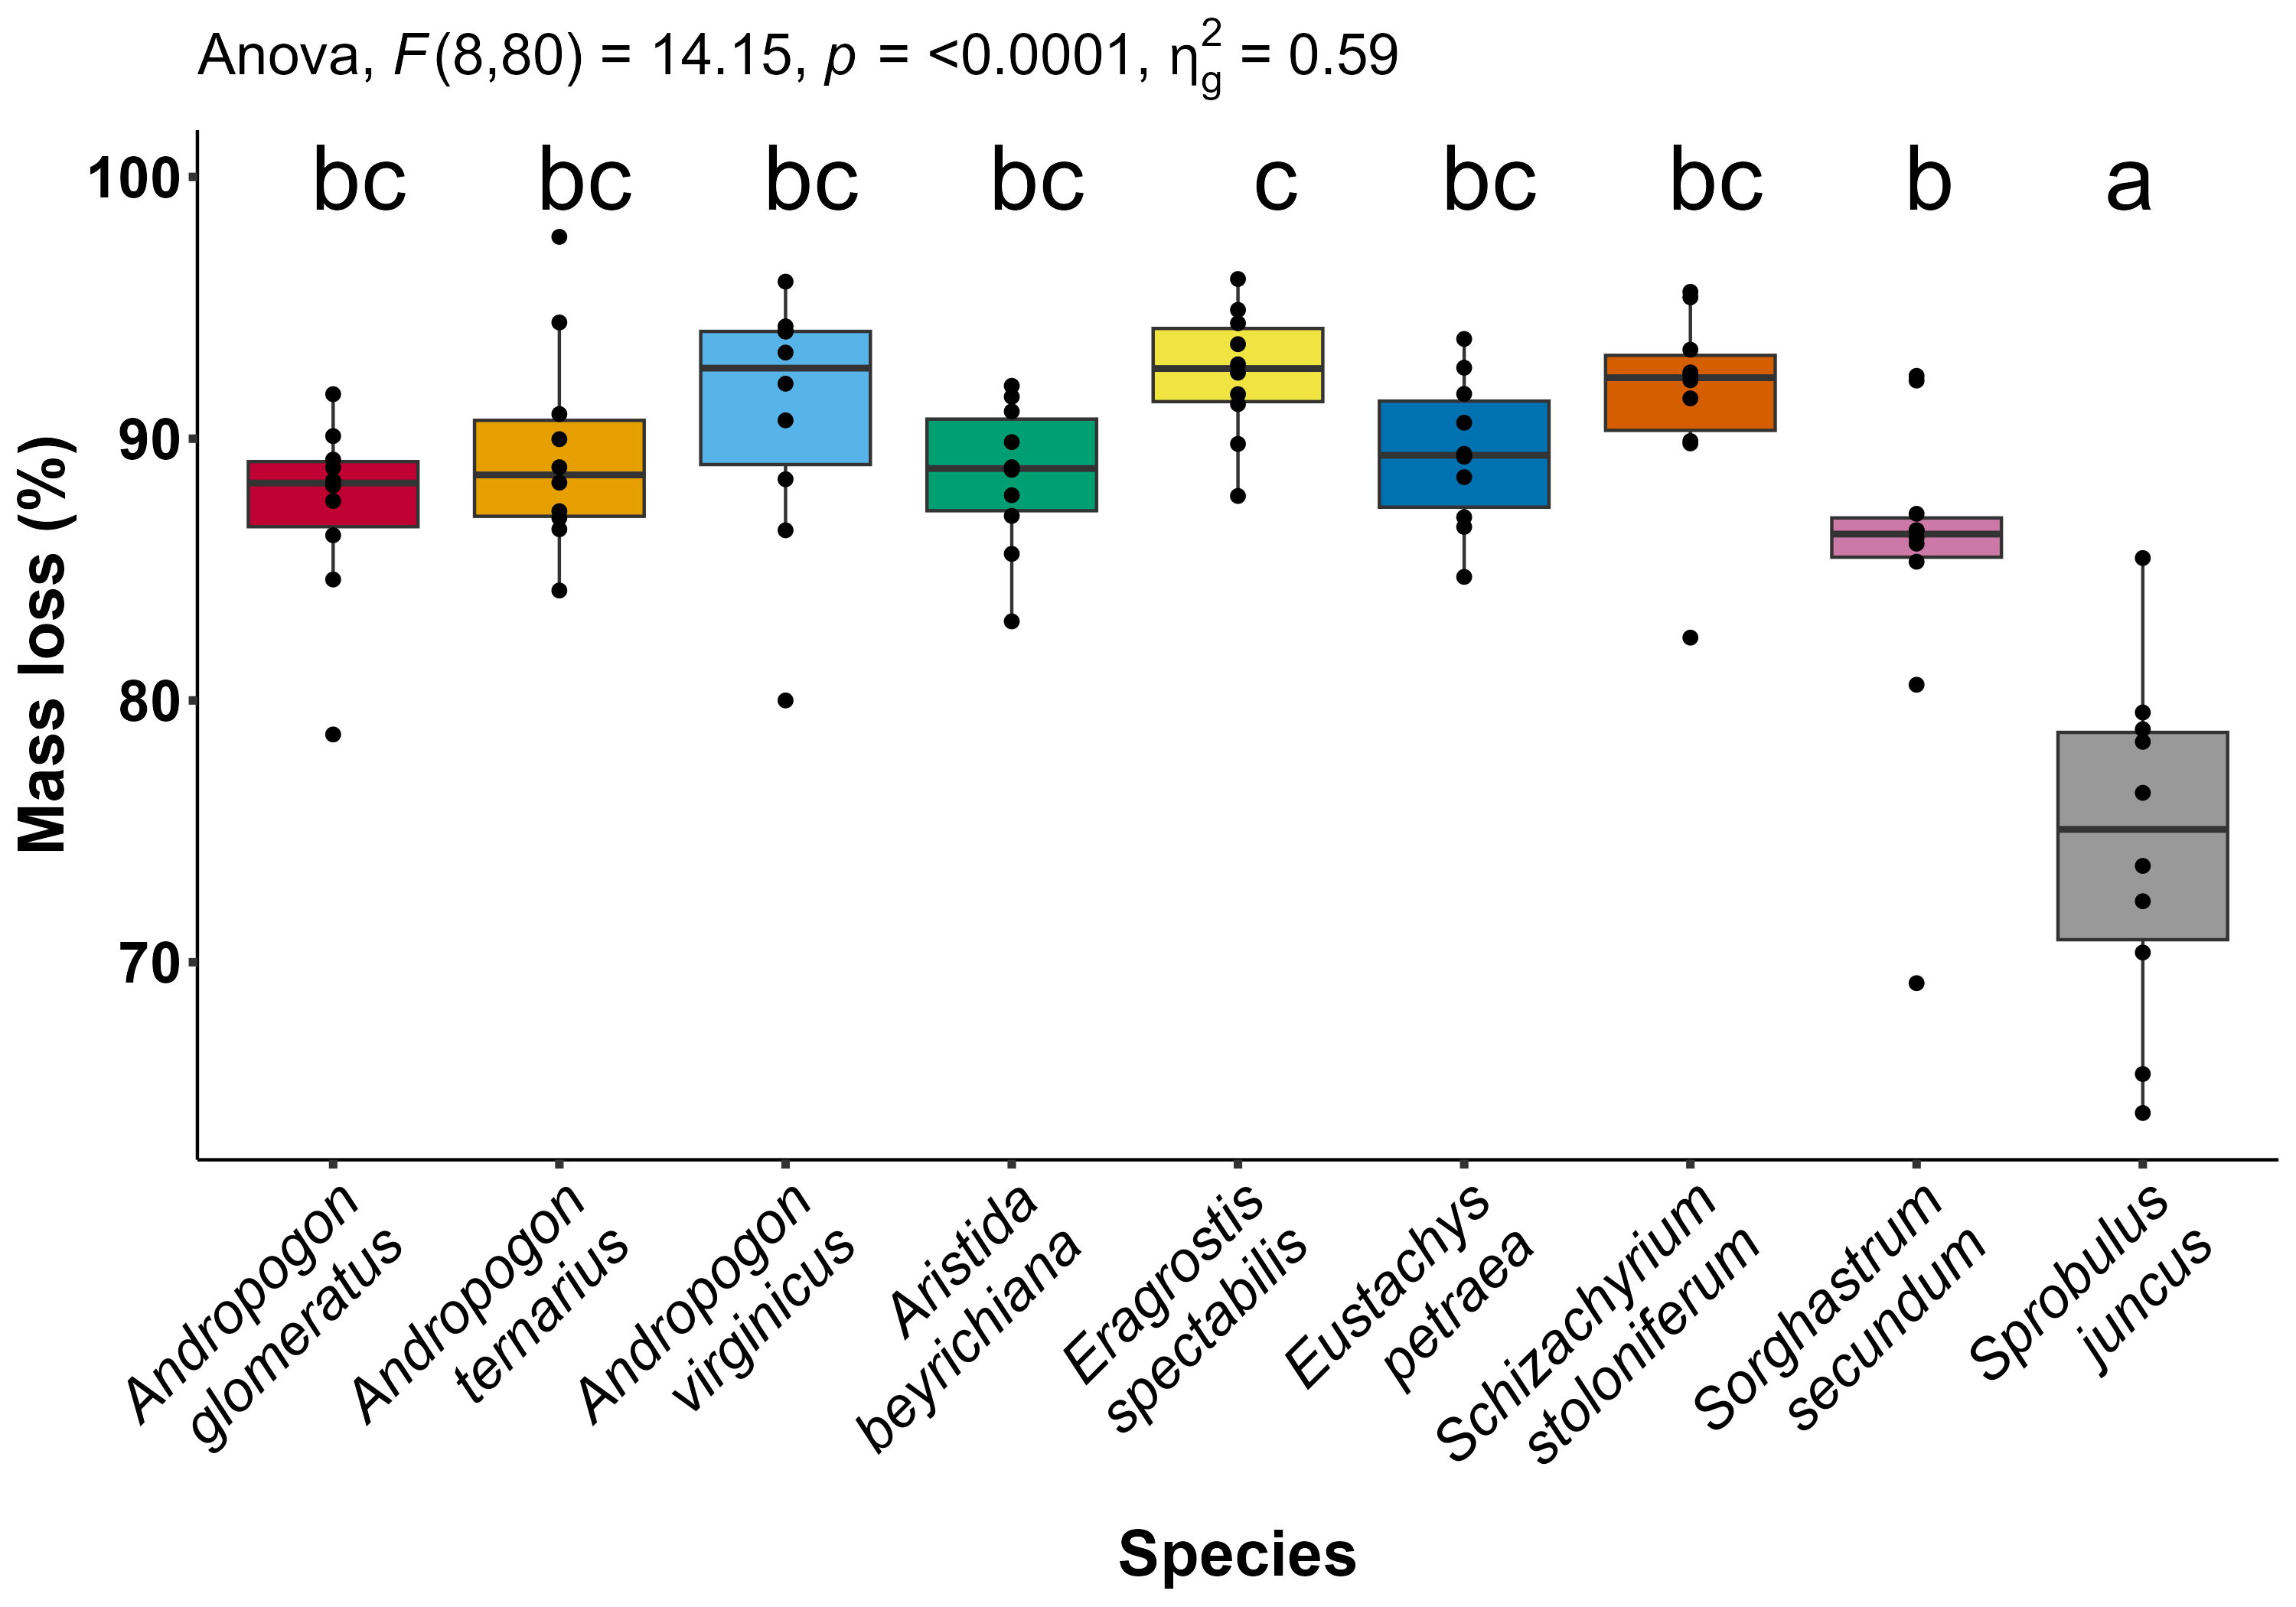 Anova, F(8,80) = 14.15, p = <0.0001, η²g = 0.59
100
90
80
70
Mass loss (%)
bc
bc
bc
bc
c
bc
bc
b
a
Andropogon
glomeratus
Andropogon
ternarius
Andropogon
virginicus
Aristida
beyrichiana
Eragrostis
spectabilis
Eustachys
petraea
Schizachyrium
stoloniferum
Sorghastrum
secundum
Sprobulus
juncus
Species